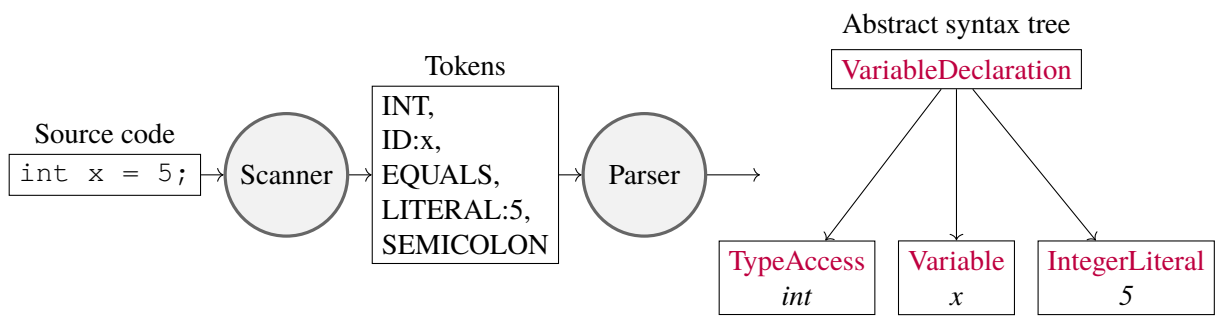 Source code
int x = 5;
Scanner
Tokens
INT,
ID:x,
EQUALS,
LITERAL:5,
SEMICOLON
Parser
Abstract syntax tree
VariableDeclaration
TypeAccess
int
Variable
x
IntegerLiteral
5